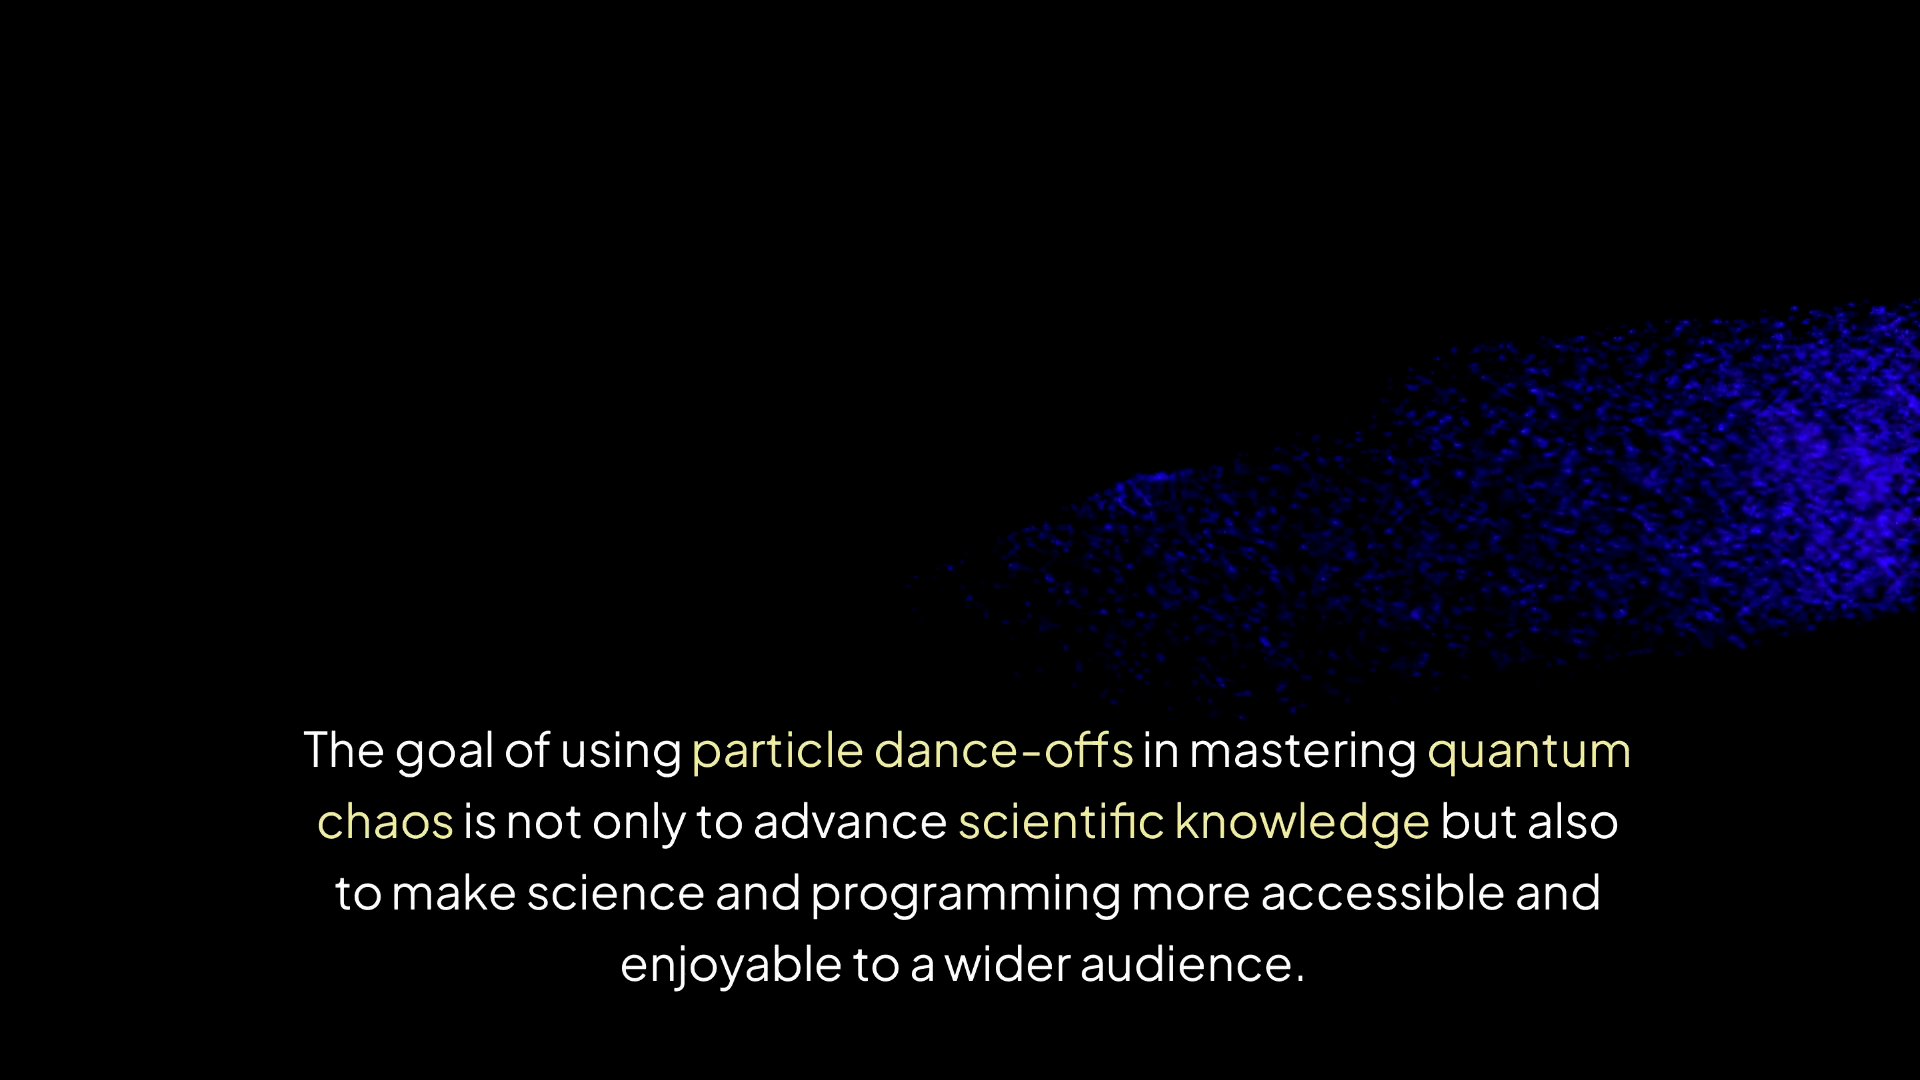 The goal of using particle dance-offs in mastering quantum
chaos is not only to advance scientific knowledge but also
to make science and programming more accessible and
enjoyable to a wider audience.